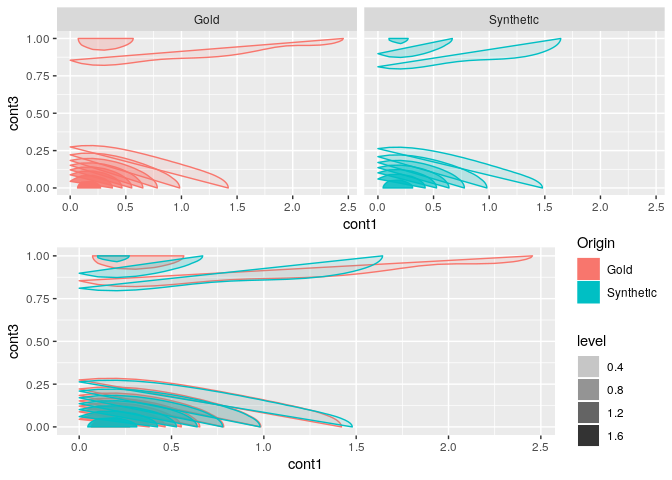 Gold Synthetic
1.00
0.75
0.50
0.25
0.00
cont3
0.0 0.5 1.0 1.5 2.0 2.5 0.0 0.5 1.0 1.5 2.0 2.5
cont1
1.00
0.75
0.50
0.25
0.00
cont3
0.0 0.5 1.0 1.5 2.0 2.5
cont1
Origin
Gold
Synthetic
level
0.4
0.8
1.2
1.6